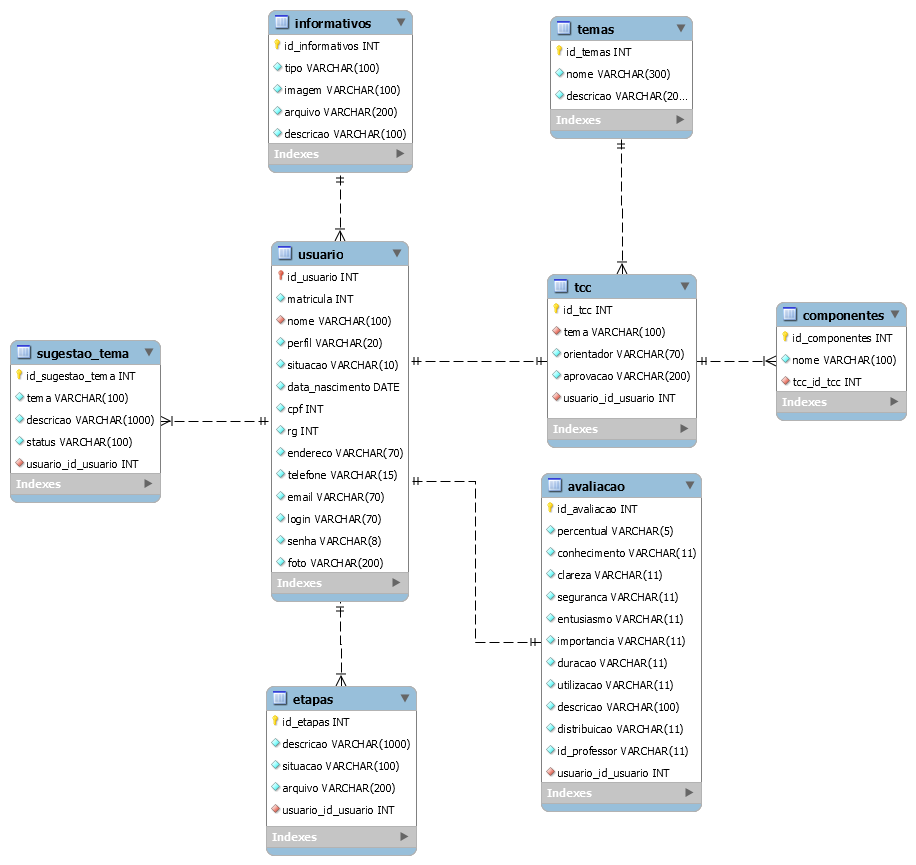 informativos
id_informativos INT
tipo VARCHAR(100)
imagem VARCHAR(100)
arquivo VARCHAR(200)
descricao VARCHAR(100)
Indexes
temas
id_temas INT
nome VARCHAR(300)
descricao VARCHAR(20...
Indexes
usuario
id_usuario INT
matricula INT
nome VARCHAR(100)
perfil VARCHAR(20)
situacao VARCHAR(10)
data_nascimento DATE
cpf INT
rg INT
endereco VARCHAR(70)
telefone VARCHAR(15)
email VARCHAR(70)
login VARCHAR(70)
senha VARCHAR(8)
foto VARCHAR(200)
Indexes
tcc
id_tcc INT
tema VARCHAR(100)
orientador VARCHAR(70)
aprovacao VARCHAR(200)
usuario_id_usuario INT
Indexes
componentes
id_componentes INT
nome VARCHAR(100)
tcc_id_tcc INT
Indexes
sugestao_tema
id_sugestao_tema INT
tema VARCHAR(100)
descricao VARCHAR(1000)
status VARCHAR(100)
usuario_id_usuario INT
Indexes
avaliacao
id_avaliacao INT
percentual VARCHAR(5)
conhecimento VARCHAR(11)
clareza VARCHAR(11)
seguranca VARCHAR(11)
entusiasmo VARCHAR(11)
importancia VARCHAR(11)
duracao VARCHAR(11)
utilizacao VARCHAR(11)
descricao VARCHAR(100)
distribuicao VARCHAR(11)
id_professor VARCHAR(11)
usuario_id_usuario INT
Indexes
etapas
id_etapas INT
descricao VARCHAR(1000)
situacao VARCHAR(100)
arquivo VARCHAR(200)
usuario_id_usuario INT
Indexes